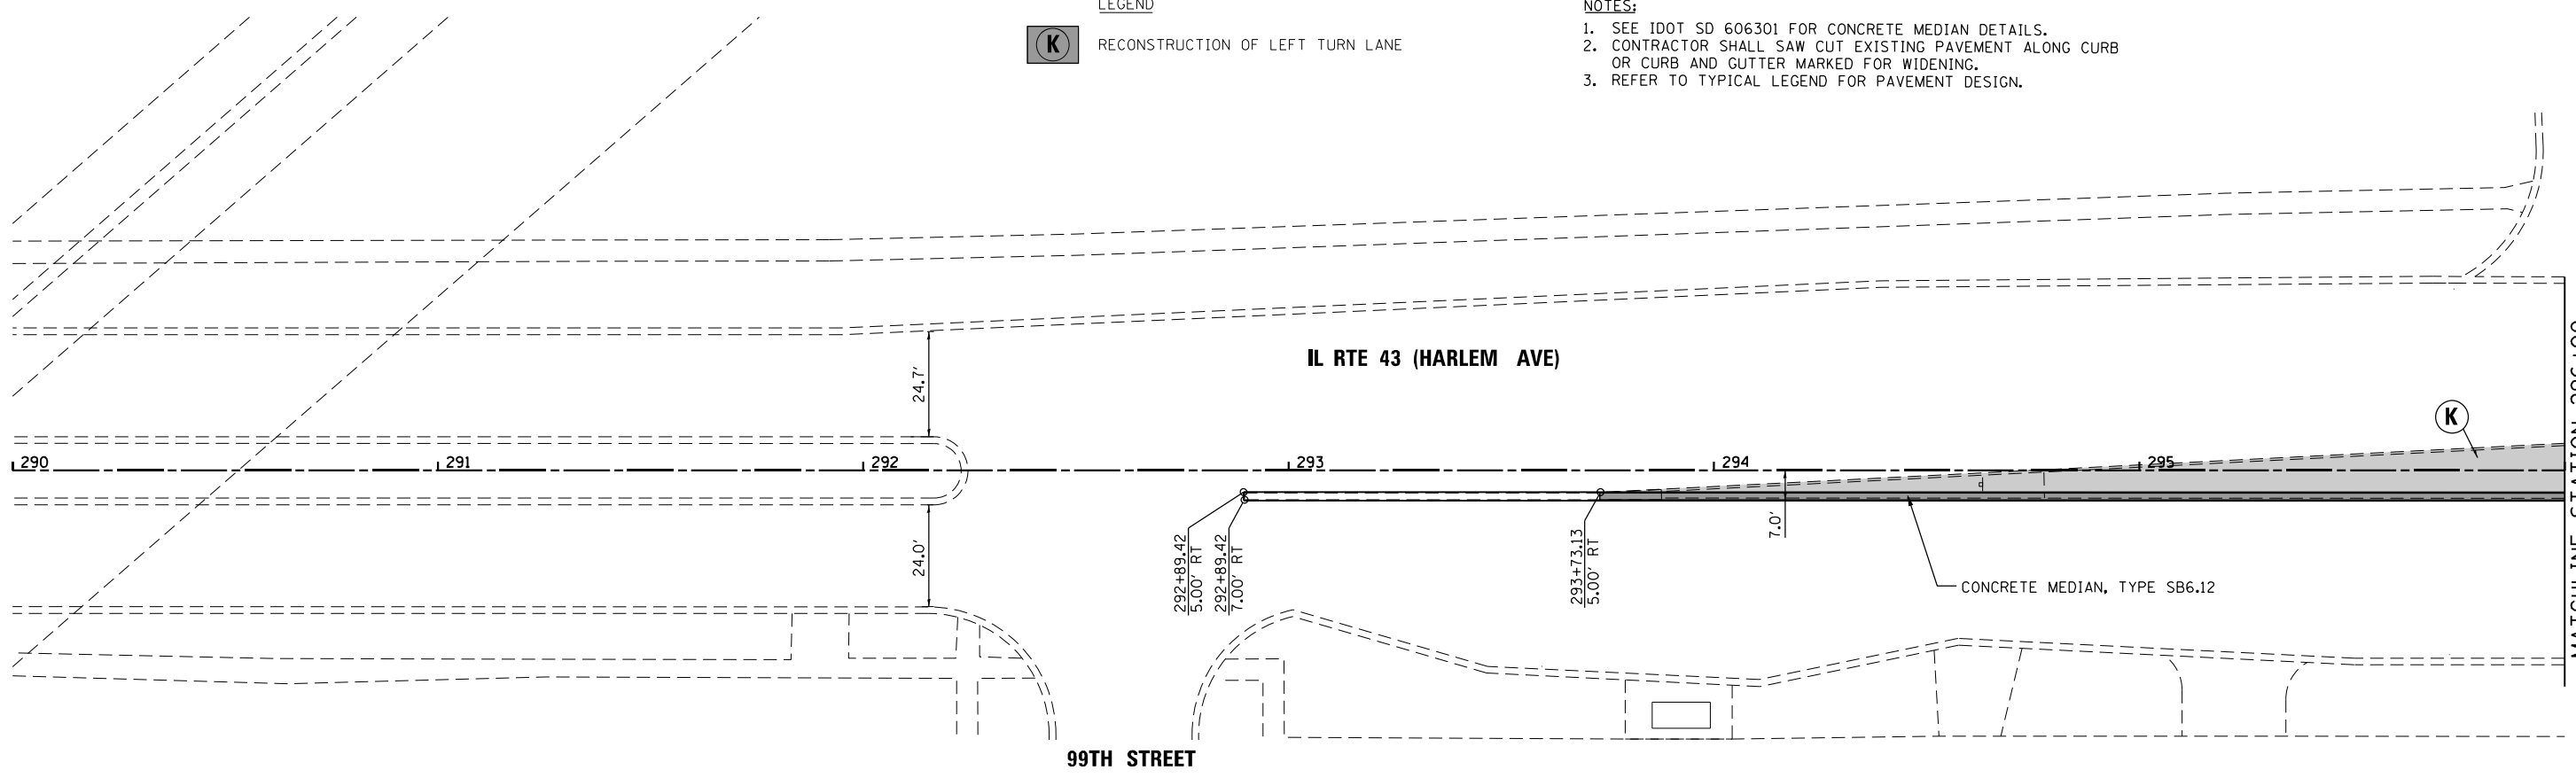 LEGEND
K RECONSTRUCTION OF LEFT TURN LANE
NOTES:
1. SEE IDOT SD 606301 FOR CONCRETE MEDIAN DETAILS.
2. CONTRACTOR SHALL SAW CUT EXISTING PAVEMENT ALONG CURB
OR CURB AND GUTTER MARKED FOR WIDENING.
3. REFER TO TYPICAL LEGEND FOR PAVEMENT DESIGN.
IL RTE 43 (HARLEM AVE)
24.7'
K
290
291
292
293
294
295
24.0'
292+89.42
5.00' RT
292+89.42
7.00' RT
293+73.13
5.00' RT
7.0'
CONCRETE MEDIAN, TYPE SB6.12
99TH STREET